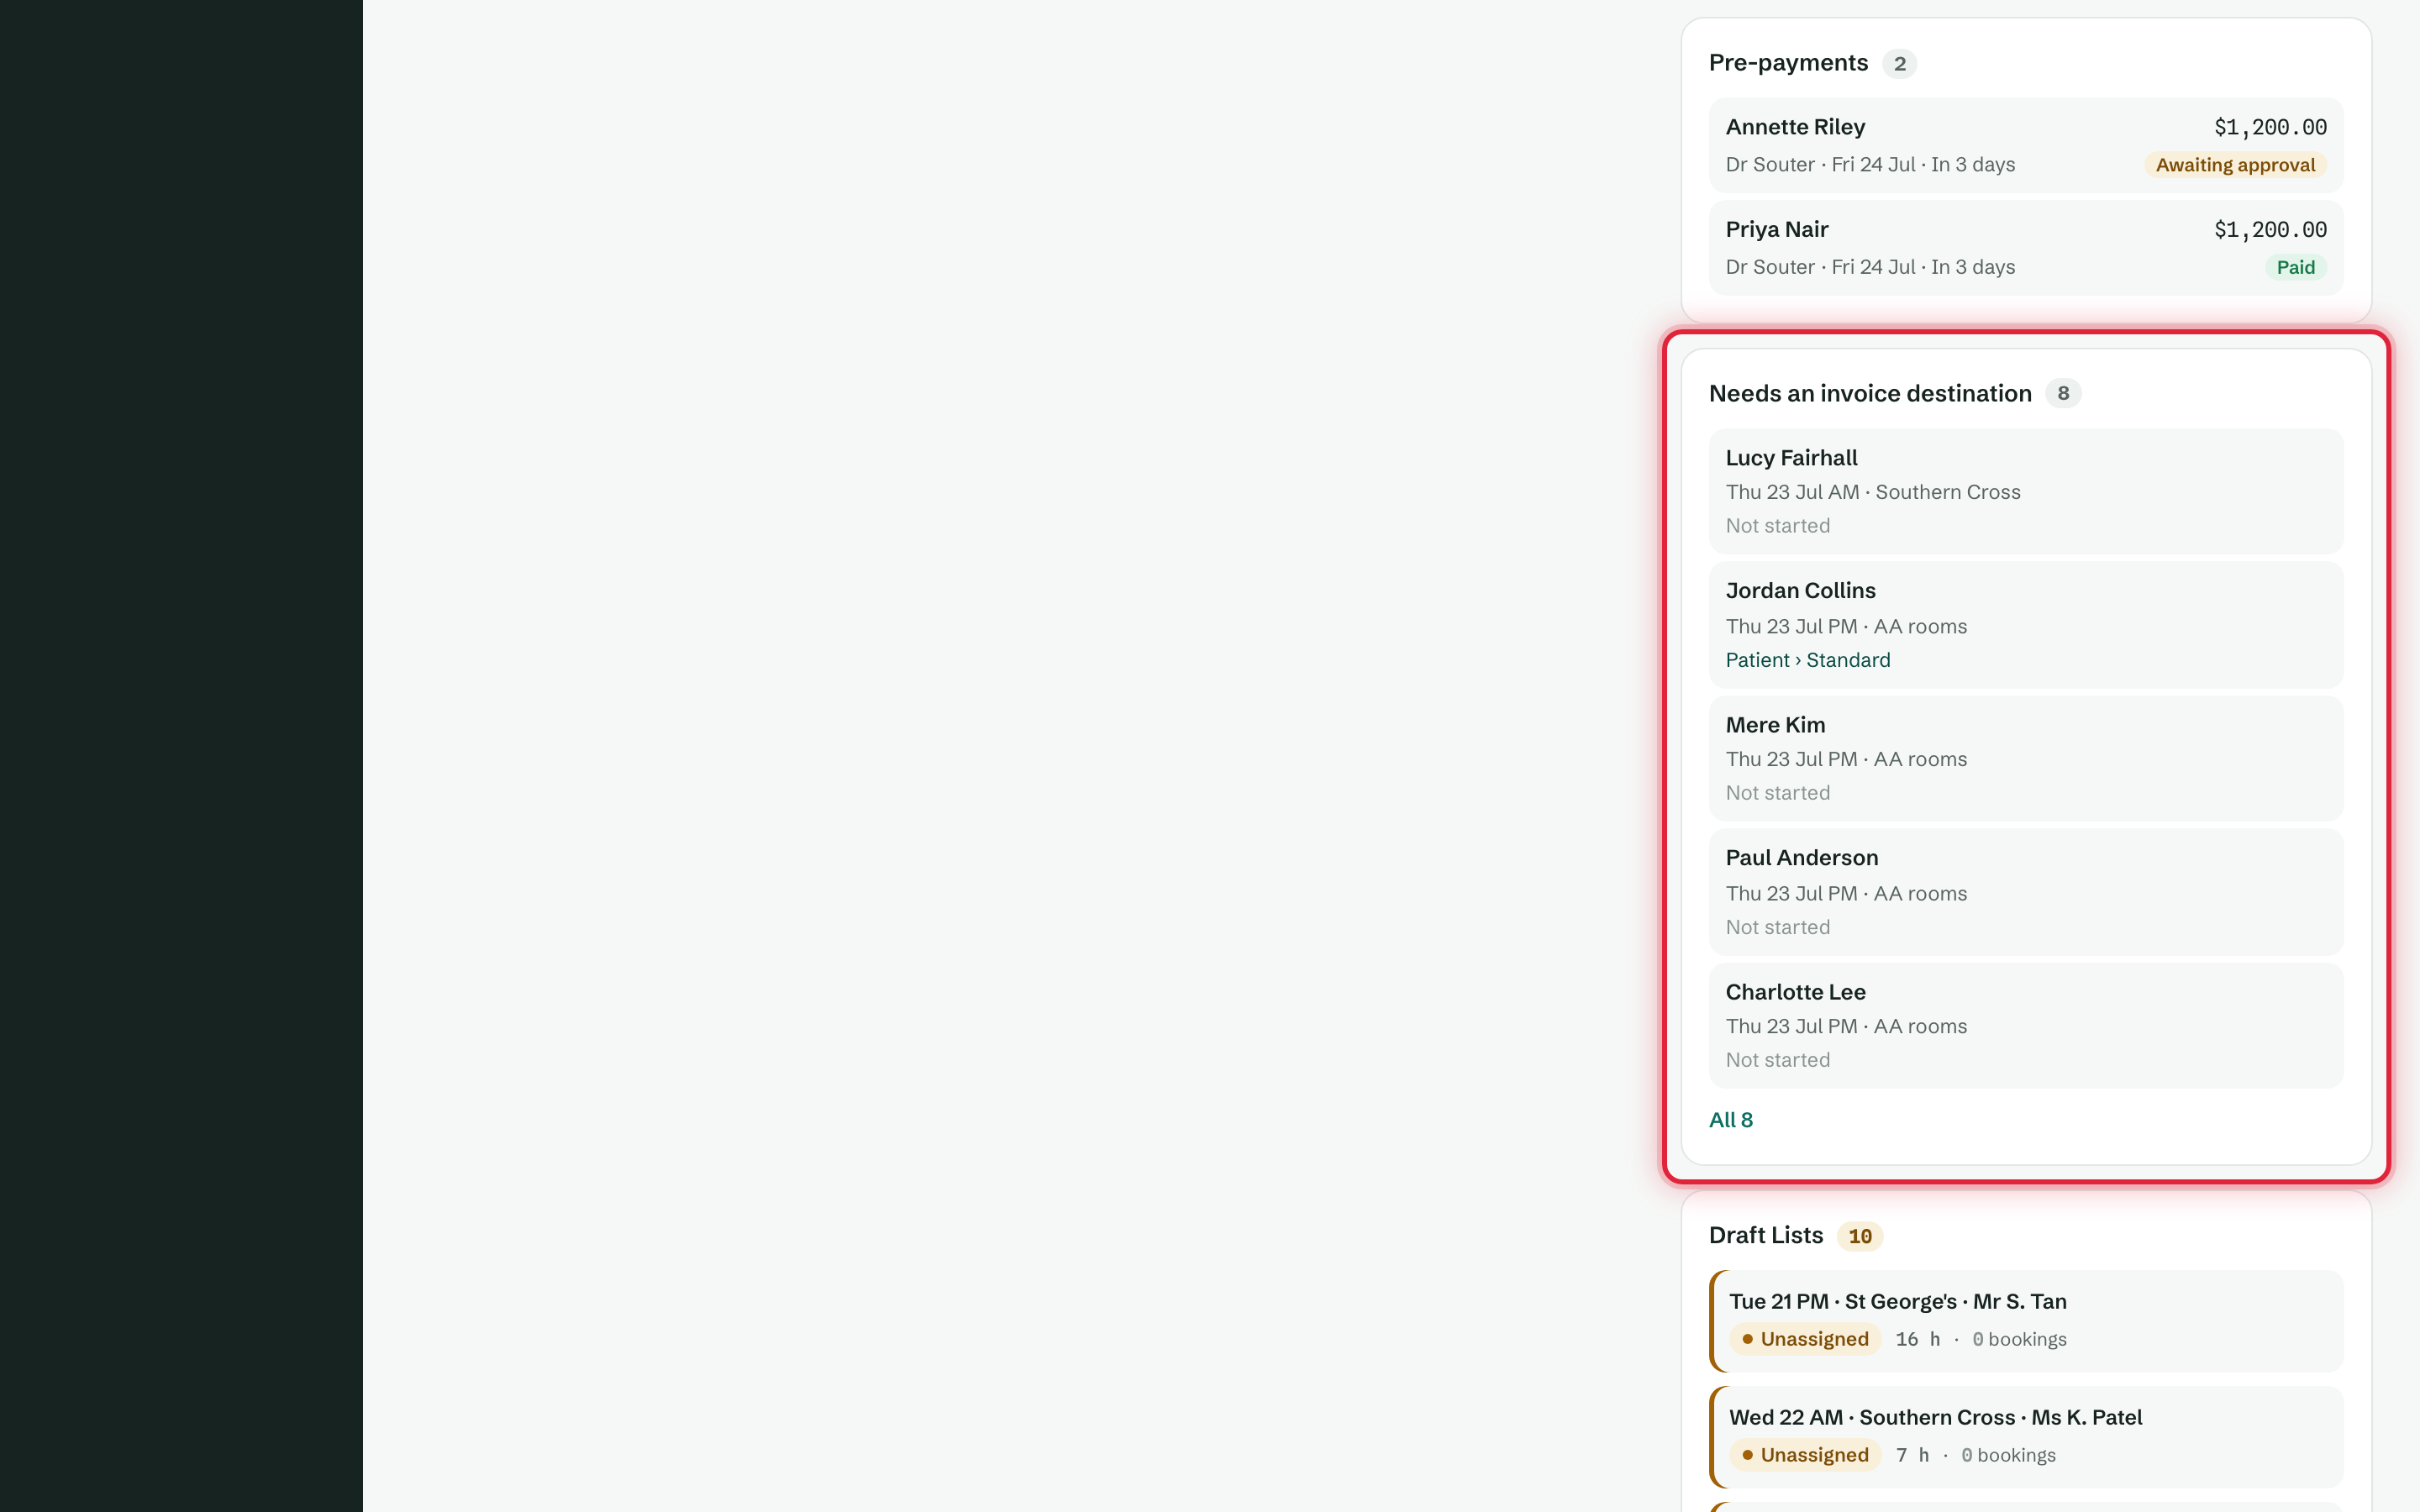 Pre-payments 2
Annette Riley $1,200.00
Dr Souter · Fri 24 Jul · In 3 days Awaiting approval
Priya Nair $1,200.00
Dr Souter · Fri 24 Jul · In 3 days Paid
Needs an invoice destination 8
Lucy Fairhall
Thu 23 Jul AM · Southern Cross
Not started
Jordan Collins
Thu 23 Jul PM · AA rooms
Patient › Standard
Mere Kim
Thu 23 Jul PM · AA rooms
Not started
Paul Anderson
Thu 23 Jul PM · AA rooms
Not started
Charlotte Lee
Thu 23 Jul PM · AA rooms
Not started
All 8
Draft Lists 10
Tue 21 PM · St George's · Mr S. Tan
Unassigned 16 h · 0 bookings
Wed 22 AM · Southern Cross · Ms K. Patel
Unassigned 7 h · 0 bookings